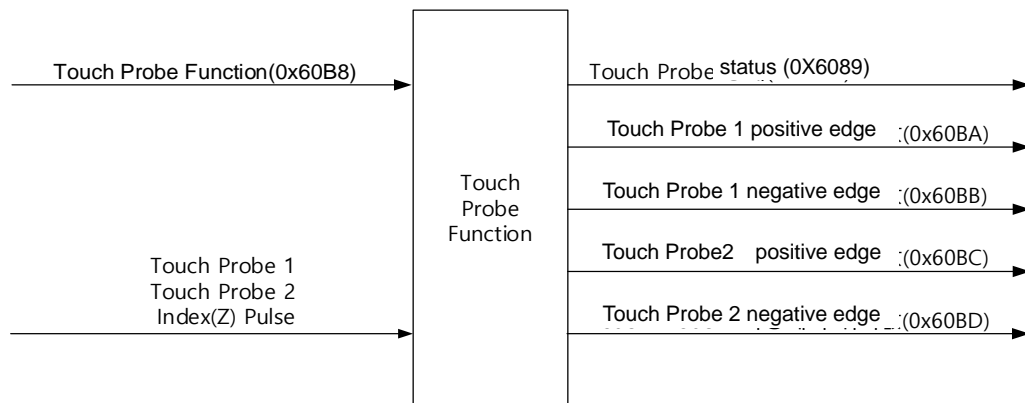 Touch Probe Function(0x60B8)
Touch Probe 1
Touch Probe 2
Index(Z) Pulse
Touch
Probe
Function
Touch Probe status (0X6089)
Touch Probe 1 positive edge (0x60BA)
Touch Probe 1 negative edge (0x60BB)
Touch Probe2 positive edge (0x60BC)
Touch Probe 2 negative edge (0x60BD)